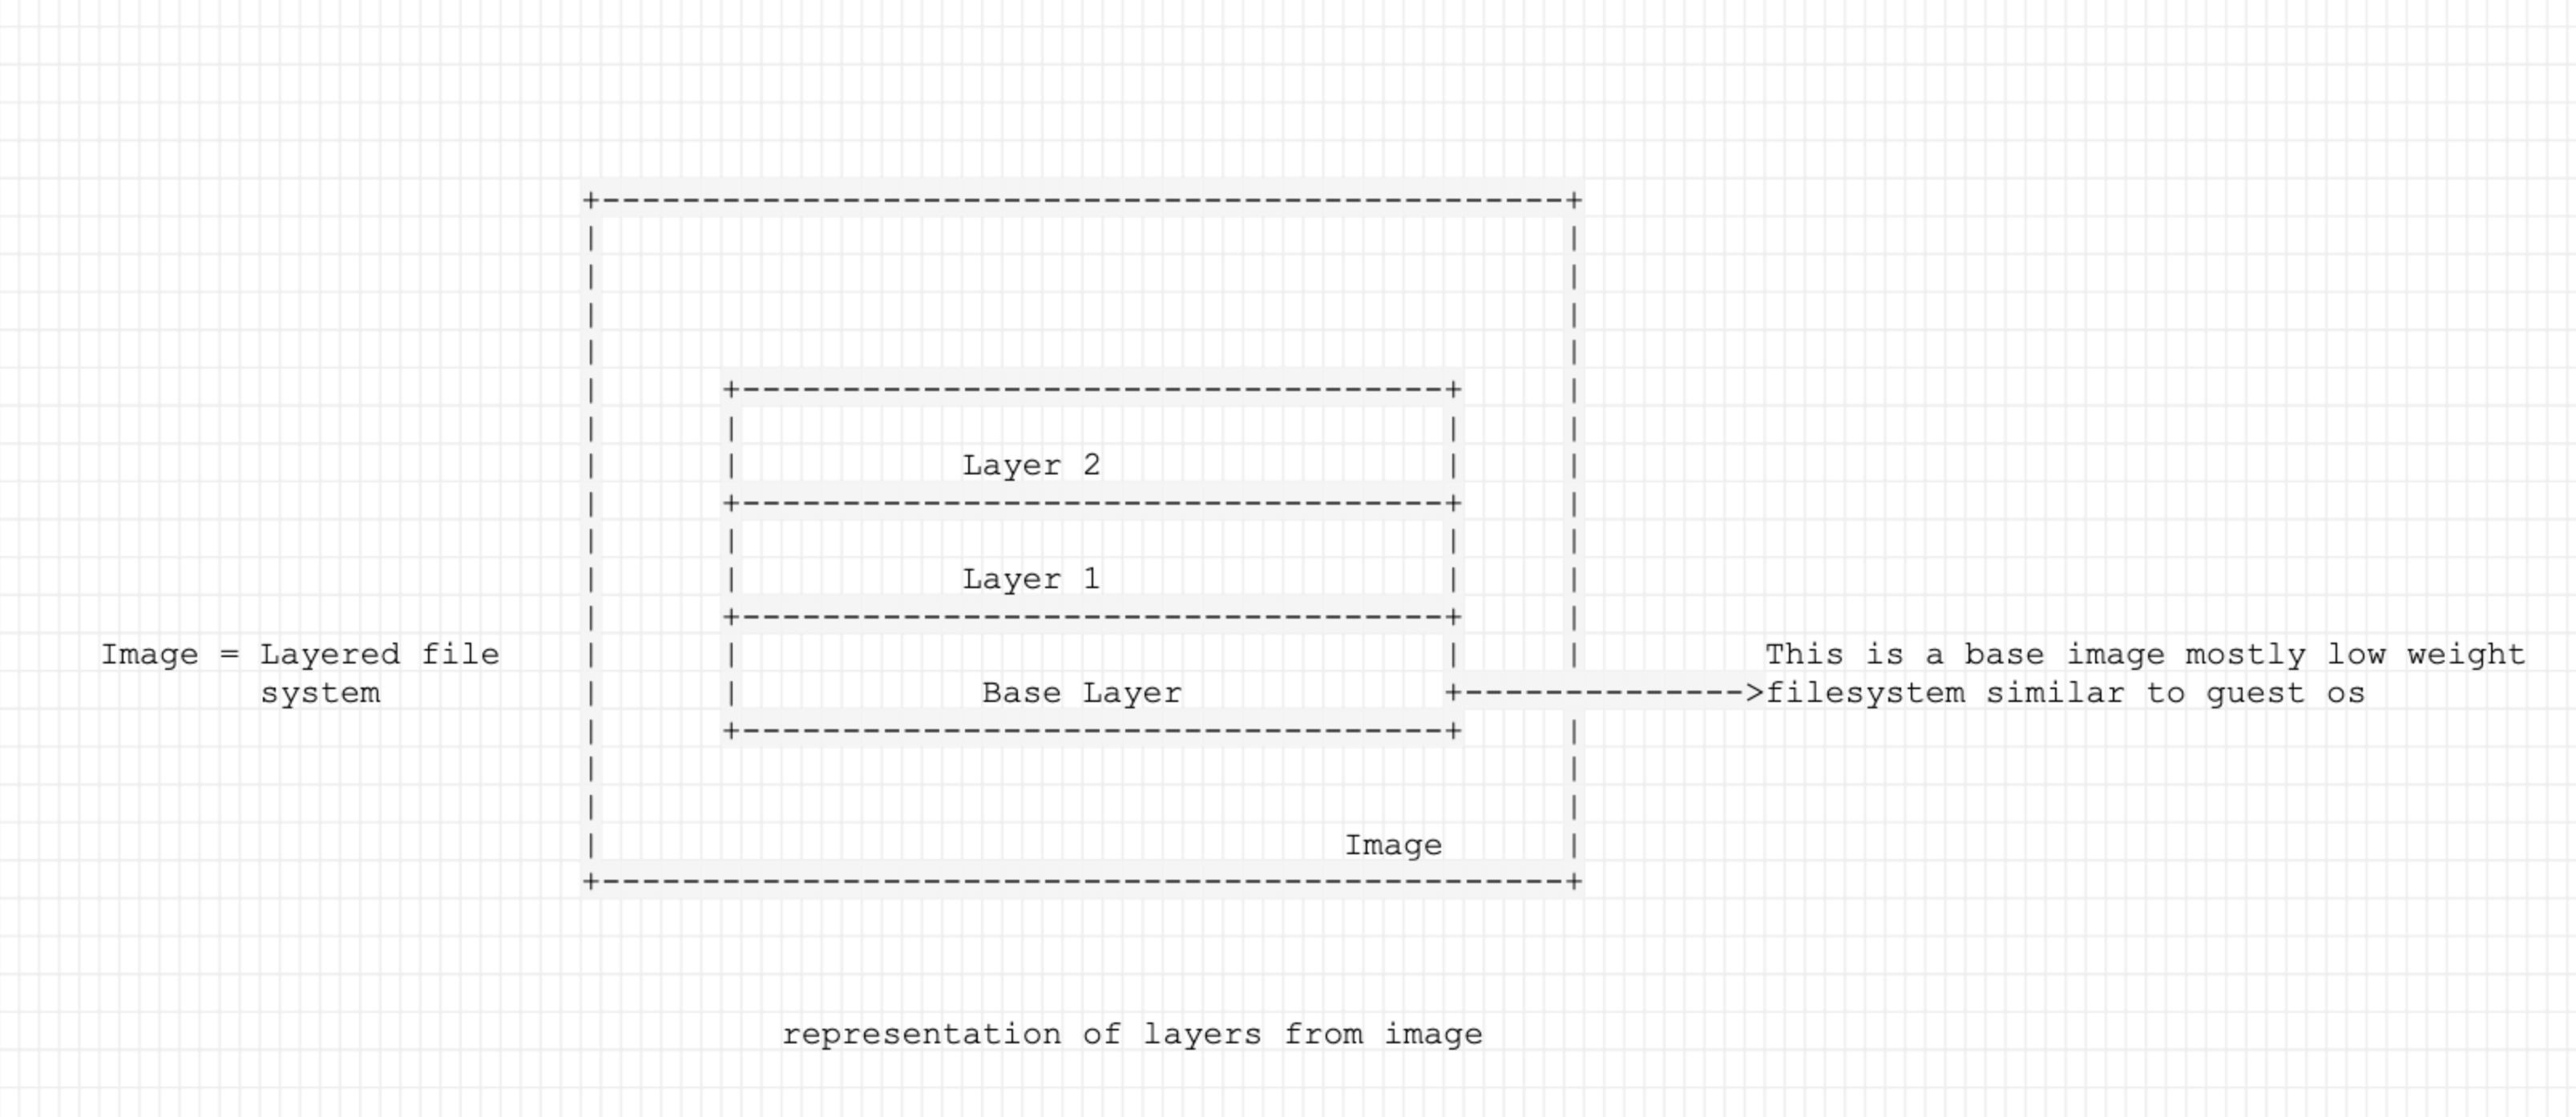 Layer 2
Layer 1
Image = Layered file
system
Base Layer
This is a base image mostly low weight
filesystem similar to guest os
Image
representation of layers from image